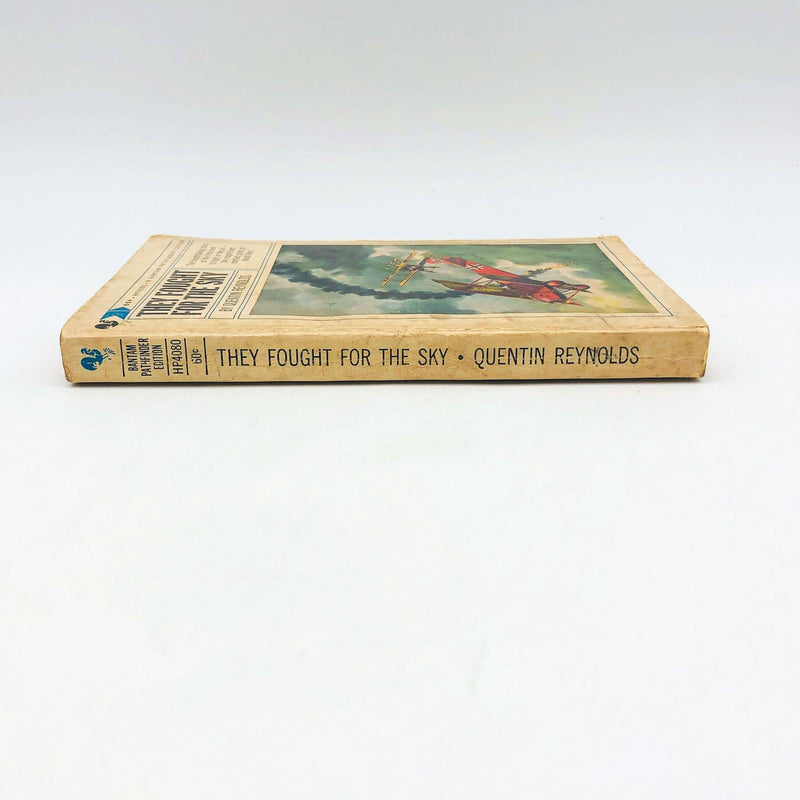 THEY FOUGHT
FOR THE SKY
BY QUENTIN REYNOLDS
BANTAM
PATHFINDER
EDITION
HP4080
60¢
THEY FOUGHT FOR THE SKY • QUENTIN REYNOLDS